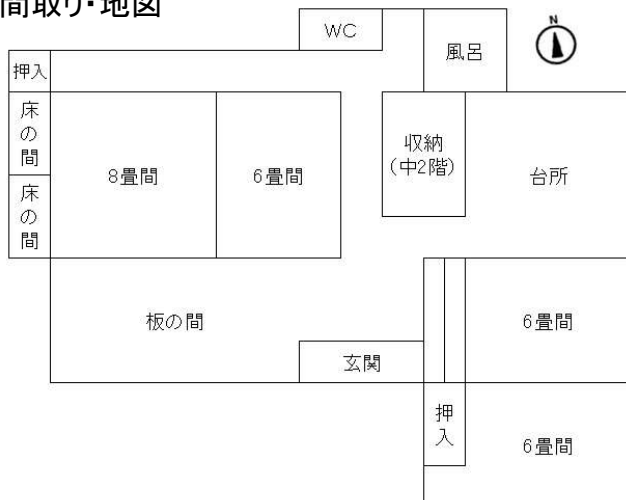 間取り・地図
WC
N
風呂
押入
床の間
8畳間
6畳間
収納
（中2階）
台所
床の間
板の間
6畳間
玄関
押入
6畳間